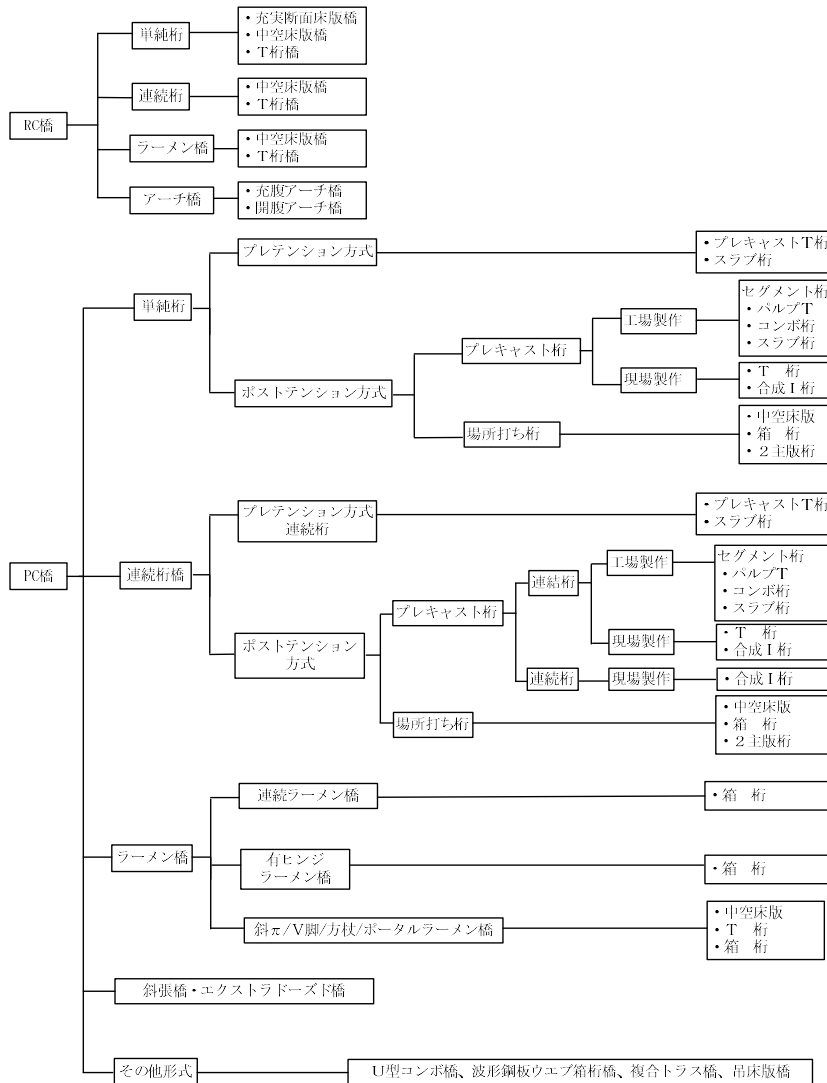 RC橋
単純桁
・充実断面床版橋
・中空床版橋
・T桁橋
連続桁
・中空床版橋
・T桁橋
ラーメン橋
・中空床版橋
・T桁橋
アーチ橋
・充腹アーチ橋
・開腹アーチ橋
PC橋
単純桁
プレテンション方式
・プレキャストT桁
・スラブ桁
ポストテンション方式
プレキャスト桁
工場製作
セグメント桁
・バルブT
・コンポ桁
・スラブ桁
現場製作
・T 桁
・合成I桁
場所打ち桁
・中空床版
・箱 桁
・2主版桁
連続桁橋
プレテンション方式
連続桁
・プレキャストT桁
・スラブ桁
ポストテンション
方式
プレキャスト桁
連結桁
工場製作
セグメント桁
・バルブT
・コンポ桁
・スラブ桁
現場製作
・T 桁
・合成I桁
連続桁
現場製作
・合成I桁
場所打ち桁
・中空床版
・箱 桁
・2主版桁
ラーメン橋
連続ラーメン橋
・箱 桁
有ヒンジ
ラーメン橋
・箱 桁
斜π/V脚/方杖/ポータルラーメン橋
・中空床版
・T 桁
・箱 桁
斜張橋・エクストラドーズド橋
その他形式
U型コンポ橋、波形鋼板ウエブ箱桁橋、複合トラス橋、吊床版橋